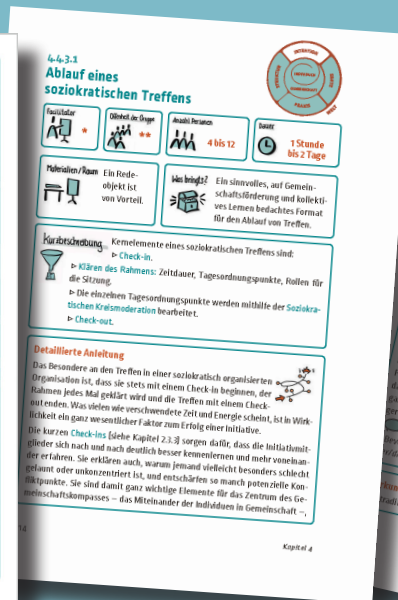 4.4.3.1
Ablauf eines
soziokratischen Treffens
INTENTION
INDIVIDUUM
GEMEINSCHAFT
ERNTE
WELT
Facilitator
*
Offenheit der Gruppe
**
Anzahl Personen
4 bis 12
Dauer
1 Stunde
bis 2 Tage
Materialien/Raum
Ein Rede-
objekt ist
von Vorteil.
Was bringt's?
Ein sinnvolles, auf Gemein-
schaftsförderung und kollekti-
ves Lernen bedachtes Format
für den Ablauf von Treffen.
Kurzbeschreibung
Kernelemente eines soziokratischen Treffens sind:
▷ Check-in.
▷ Klären des Rahmens: Zeitdauer, Tagesordnungspunkte, Rollen für
die Sitzung.
▷ Die einzelnen Tagesordnungspunkte werden mithilfe der Soziokra-
tischen Kreismoderation bearbeitet.
▷ Check-out.
Detaillierte Anleitung
Das Besondere an den Treffen in einer soziokratisch organisierten
Organisation ist, dass sie stets mit einem Check-in beginnen, der
Rahmen jedes Mal geklärt wird und die Treffen mit einem Check-
out enden. Was vielen wie verschwendete Zeit und Energie scheint, ist in Wirk-
lichkeit ein ganz wesentlicher Faktor zum Erfolg einer Initiative.
Die kurzen Check-ins (siehe Kapitel 2.3.3) sorgen dafür, dass die Initiativmit-
glieder sich nach und nach deutlich besser kennenlernen und mehr voneinan-
der erfahren. Sie erklären auch, warum jemand vielleicht besonders schlecht
gelaunt oder unkonzentriert ist, und entschärfen so manch potenzielle Kon-
fliktpunkte. Sie sind damit ganz wichtige Elemente für das Zentrum des Ge-
meinschaftskompasses – das Miteinander der Individuen in Gemeinschaft –,
14
Kapitel 4